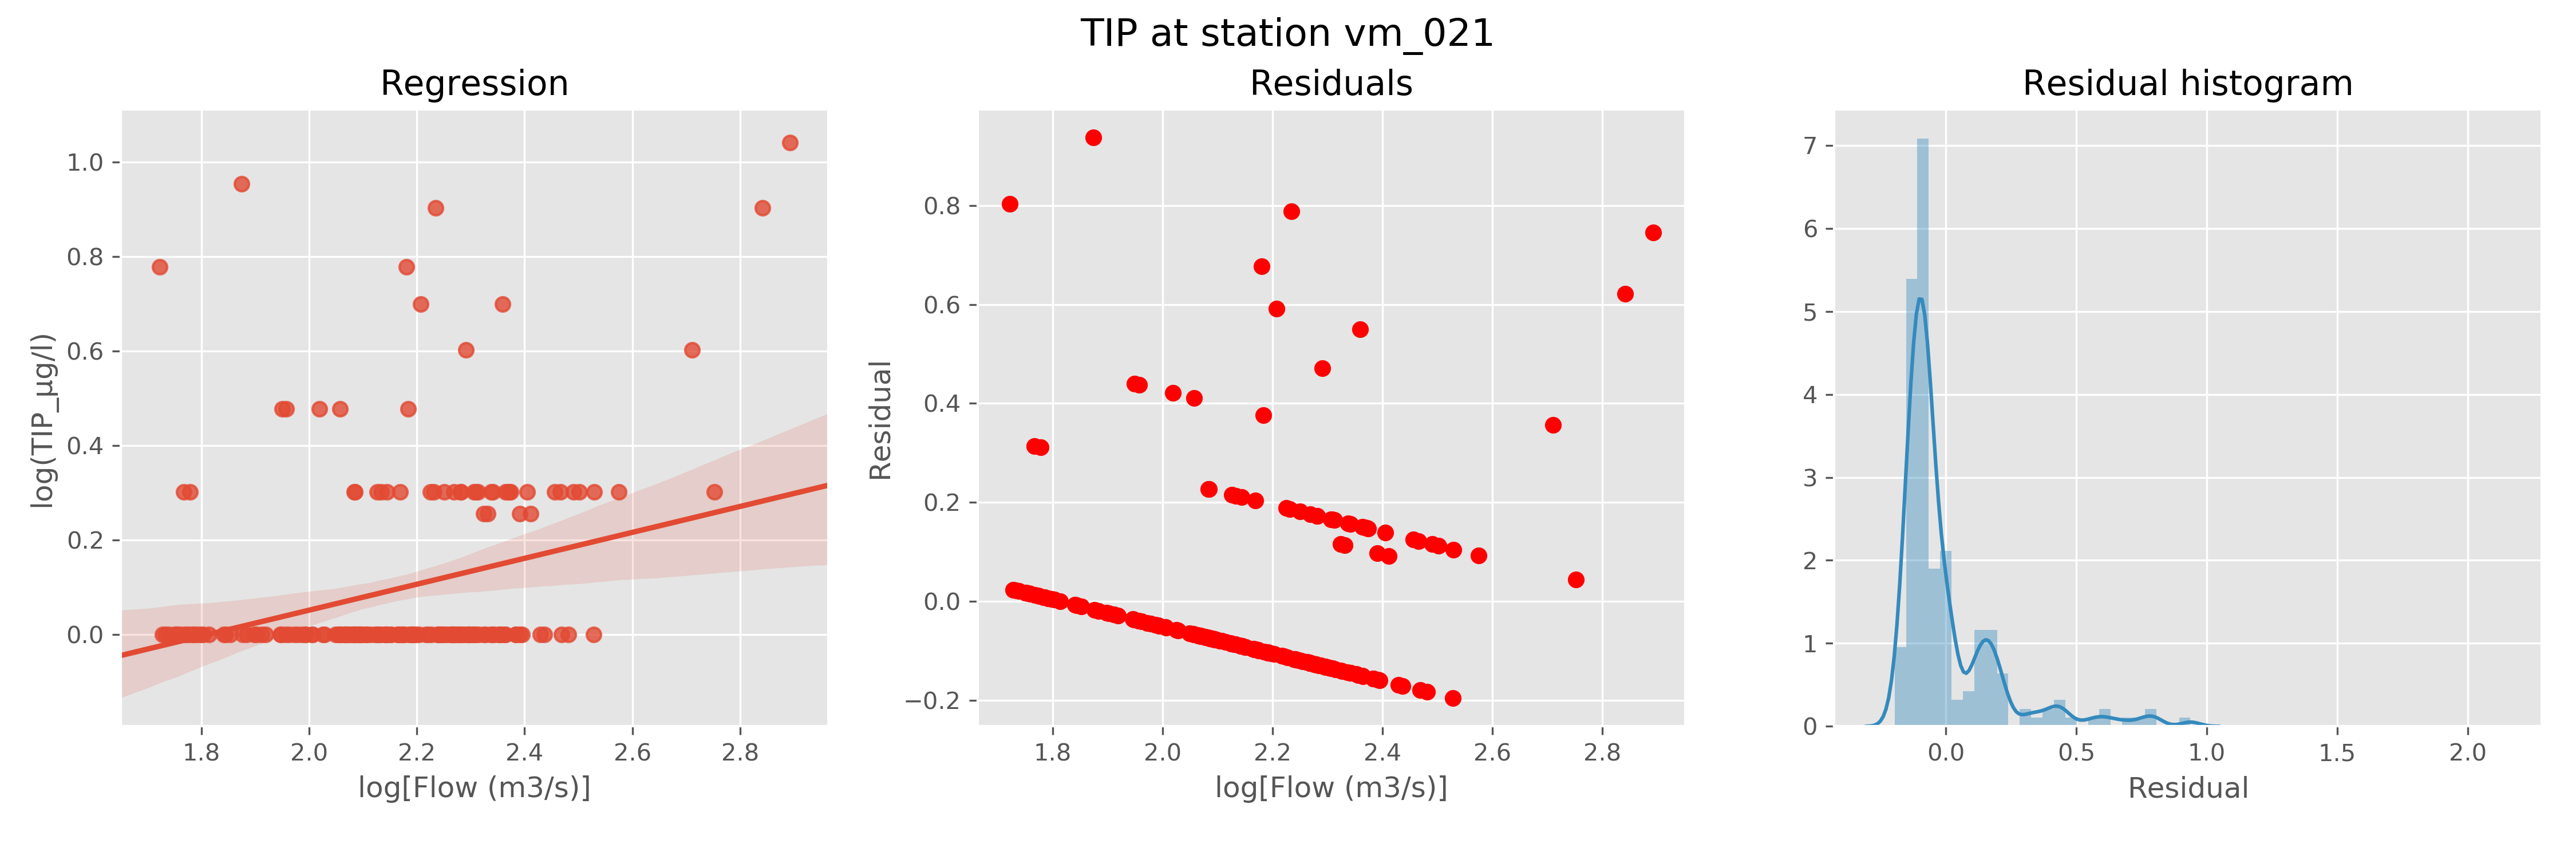 TIP at station vm_021
Regression
log(TIP_µg/l)
1.0
0.8
0.6
0.4
0.2
0.0
1.8 2.0 2.2 2.4 2.6 2.8
log[Flow (m3/s)]
Residuals
Residual
0.8
0.6
0.4
0.2
0.0
−0.2
1.8 2.0 2.2 2.4 2.6 2.8
log[Flow (m3/s)]
Residual histogram
7
6
5
4
3
2
1
0
0.0 0.5 1.0 1.5 2.0
Residual